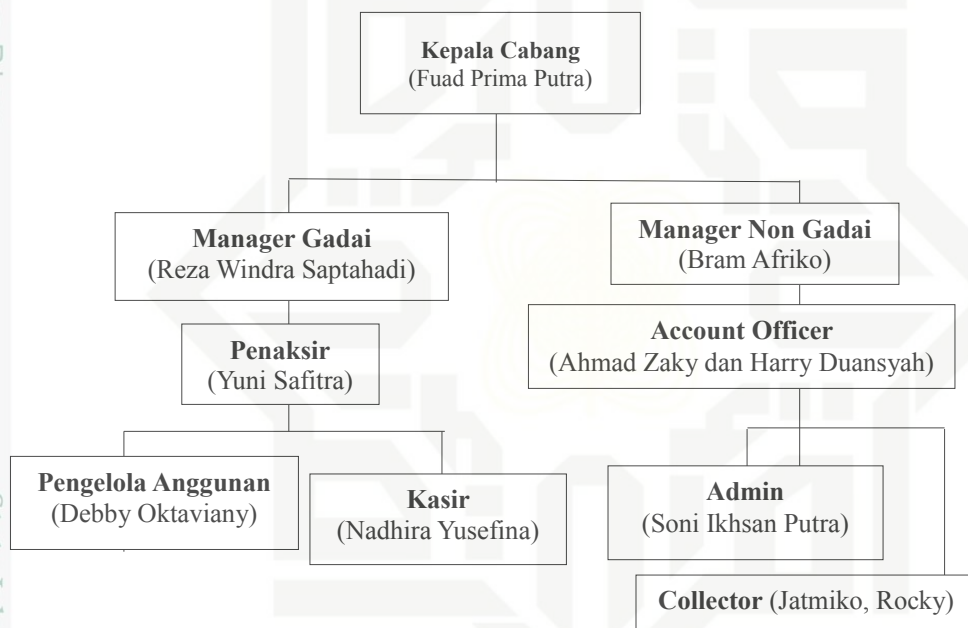 Kepala Cabang
(Fuad Prima Putra)
Manager Gadai
(Reza Windra Saptahadi)
Manager Non Gadai
(Bram Afriko)
Penaksir
(Yuni Safitra)
Account Officer
(Ahmad Zaky dan Harry Duansyah)
Pengelola Anggunan
(Debby Oktaviany)
Kasir
(Nadhira Yusefina)
Admin
(Soni Ikhsan Putra)
Collector (Jatmiko, Rocky)